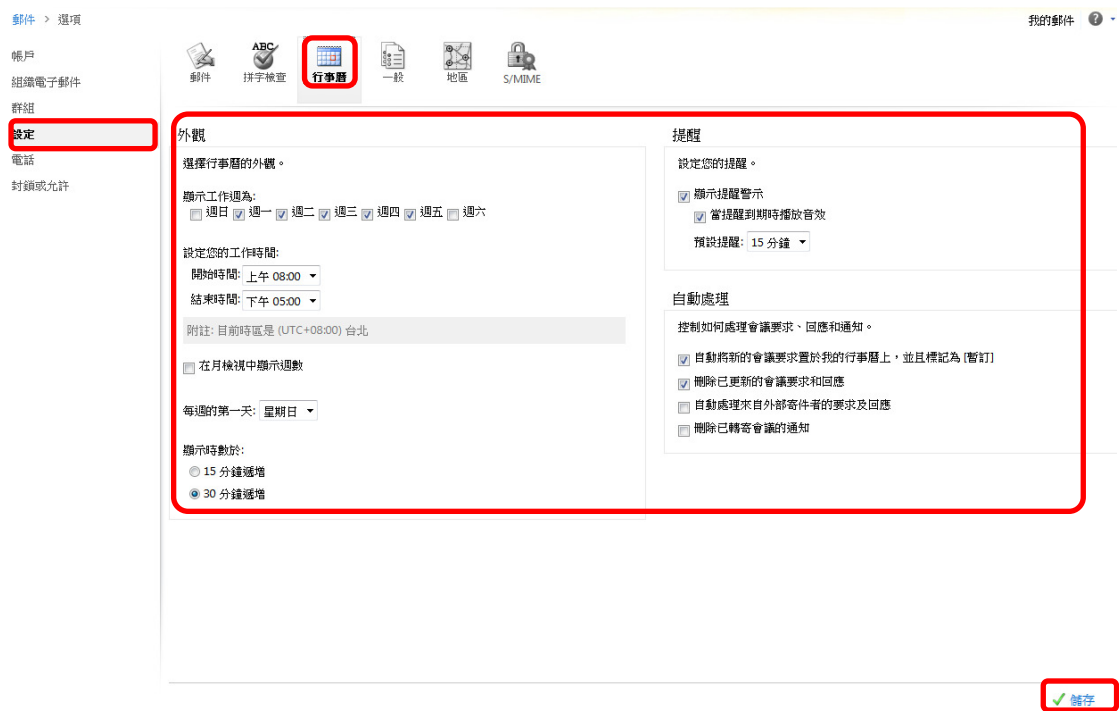 郵件 > 選項
我的郵件
帳戶
組織電子郵件
群組
設定
電話
封鎖或允許
郵件
ABC
拼字檢查
行事曆
一般
地區
S/MIME
外觀
選擇行事曆的外觀。
顯示工作週為:
週日 週一 週二 週三 週四 週五 週六
設定您的工作時間:
開始時間: 上午 08:00
結束時間: 下午 05:00
附註: 目前時區是 (UTC+08:00) 台北
在月檢視中顯示週數
每週的第一天: 星期日
顯示時數於:
15 分鐘遞增
30 分鐘遞增
提醒
設定您的提醒。
顯示提醒警示
當提醒到期時播放音效
預設提醒: 15 分鐘
自動處理
控制如何處理會議要求、回應和通知。
自動將新的會議要求置於我的行事曆上，並且標記為 [暫訂]
刪除已更新的會議要求和回應
自動處理來自外部寄件者的要求及回應
刪除已轉寄會議的通知
儲存